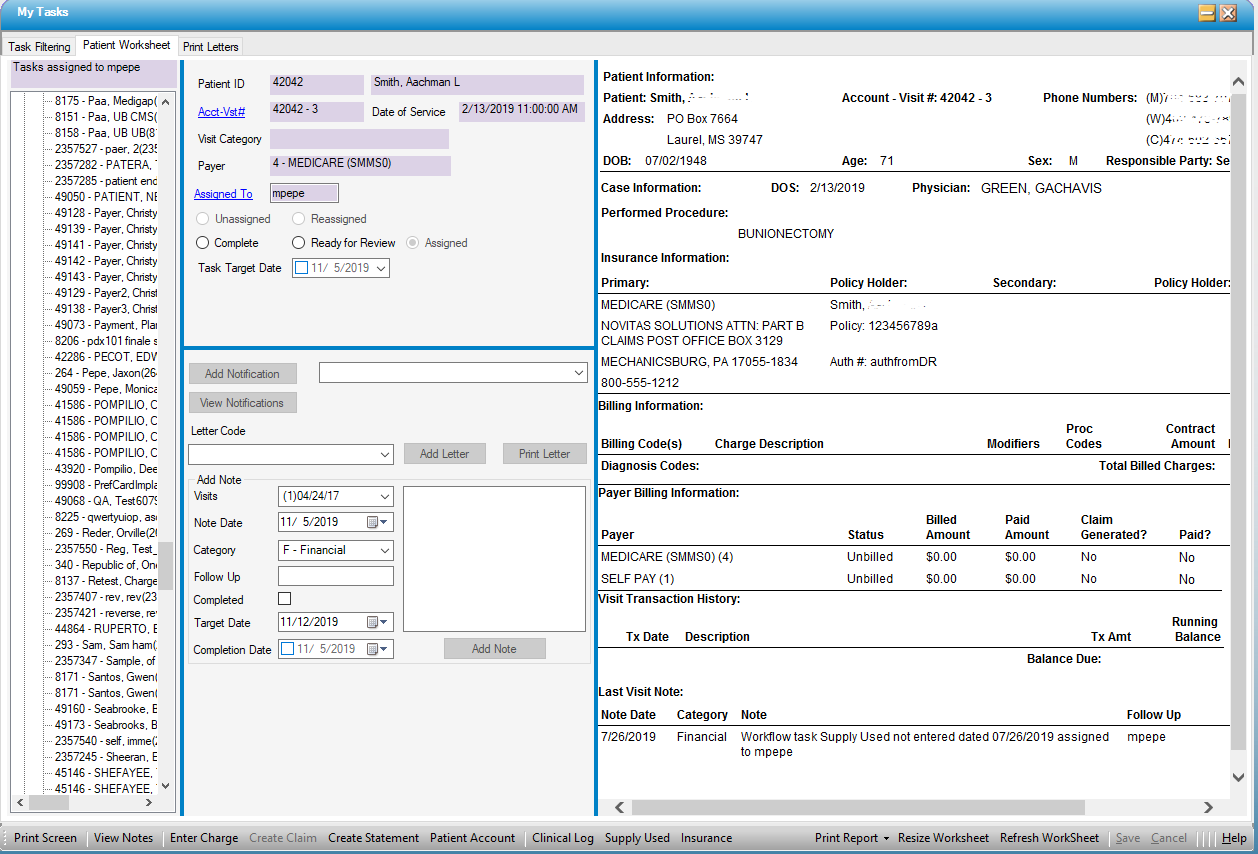 My Tasks
Task Filtering
Patient Worksheet
Print Letters
Tasks assigned to mpepe
8175 - Paa, Medigap(
8151 - Paa, UB CMS(
8158 - Paa, UB UB(8
2357527 - paer, 2(235
2357282 - PATERA,
2357285 - patient end
49050 - PATIENT, NE
49128 - Payer, Christy
49139 - Payer, Christy
49141 - Payer, Christy
49142 - Payer, Christy
49143 - Payer, Christy
49129 - Payer2, Christ
49138 - Payer3, Christ
49073 - Payment, Plar
8206 - pdx101 finale s
42286 - PECOT, EDW
264 - Pepe, Jaxon(264
49059 - Pepe, Monica
41586 - POMPILIO, C
41586 - POMPILIO, C
41586 - POMPILIO, C
41586 - POMPILIO, C
43920 - Pompilio, Dee
99908 - PrefCardImpla
49068 - QA, Test6079
8225 - qwertyuiop, as
269 - Reder, Orville(26
2357550 - Reg, Test_
340 - Republic of, One
8137 - Retest, Charge
2357407 - rev, rev(23
2357421 - reverse, re
44864 - RUPERTO, E
293 - Sam, Sam ham(
2357347 - Sample, of
8171 - Santos, Gwen(
8171 - Santos, Gwen(
49160 - Seabrooke, B
49173 - Seabrooks, B
2357540 - self, imme(2
2357245 - Sheeran, E
45146 - SHEFAYEE,
45146 - SHEFAYEE,
Patient ID 42042 Smith, Aachman L
Acct-Vst# 42042 - 3 Date of Service 2/13/2019 11:00:00 AM
Visit Category
Payer 4 - MEDICARE (SMMS0)
Assigned To mpepe
Unassigned Reassigned
Complete Ready for Review Assigned
Task Target Date 11/ 5/2019
Add Notification
View Notifications
Letter Code
Add Letter Print Letter
Add Note
Visits (1)04/24/17
Note Date 11/ 5/2019
Category F - Financial
Follow Up
Completed
Target Date 11/12/2019
Completion Date 11/ 5/2019
Add Note
Patient Information:
Patient: Smith, Account - Visit #: 42042 - 3 Phone Numbers: (M)
Address: PO Box 7664 (W)
Laurel, MS 39747 (C)
DOB: 07/02/1948 Age: 71 Sex: M Responsible Party: Se
Case Information: DOS: 2/13/2019 Physician: GREEN, GACHAVIS
Performed Procedure:
BUNIONECTOMY
Insurance Information:
Primary: Policy Holder: Secondary: Policy Holder:
MEDICARE (SMMS0) Smith,
NOVITAS SOLUTIONS ATTN: PART B Policy: 123456789a
CLAIMS POST OFFICE BOX 3129
MECHANICSBURG, PA 17055-1834 Auth #: authfromDR
800-555-1212
Billing Information:
Billing Code(s) Charge Description Modifiers Proc Codes Contract Amount
Diagnosis Codes: Total Billed Charges:
Payer Billing Information:
Payer Status Billed Amount Paid Amount Claim Generated? Paid?
MEDICARE (SMMS0) (4) Unbilled $0.00 $0.00 No No
SELF PAY (1) Unbilled $0.00 $0.00 No No
Visit Transaction History:
Tx Date Description Tx Amt Running Balance
Balance Due:
Last Visit Note:
Note Date Category Note Follow Up
7/26/2019 Financial Workflow task Supply Used not entered dated 07/26/2019 assigned mpepe
to mpepe
Print Screen View Notes Enter Charge Create Claim Create Statement Patient Account Clinical Log Supply Used Insurance Print Report Resize Worksheet Refresh WorkSheet Save Cancel Help